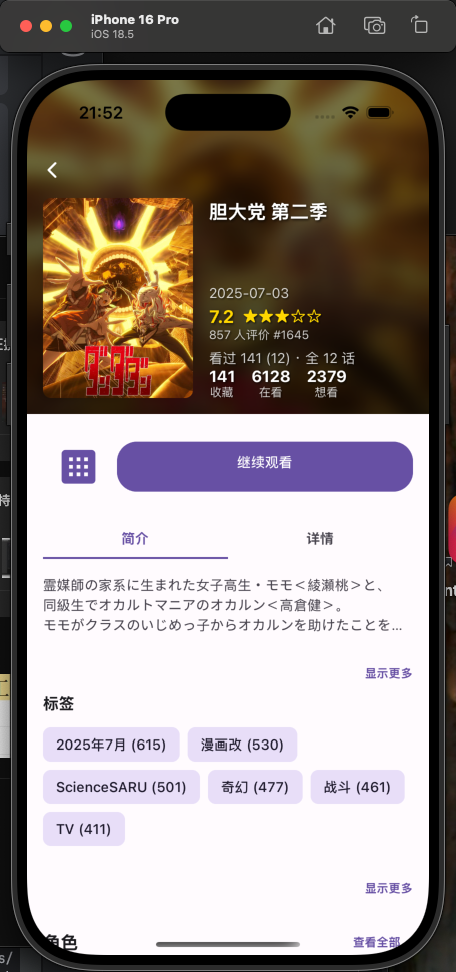 iPhone 16 Pro
iOS 18.5
21:52
胆大党 第二季
ダンダダン
2025-07-03
7.2
857 人评价 #1645
看过 141 (12) · 全 12 话
141 6128 2379
收藏 在看 想看
继续观看
简介 详情
霊媒師の家系に生まれた女子高生・モモ＜綾瀬桃＞と、
同級生でオカルトマニアのオカルン＜高倉健＞。
モモがクラスのいじめっ子からオカルンを助けたことを...
显示更多
标签
2025年7月 (615) 漫画改 (530)
ScienceSARU (501) 奇幻 (477) 战斗 (461)
TV (411)
显示更多
角色 查看全部